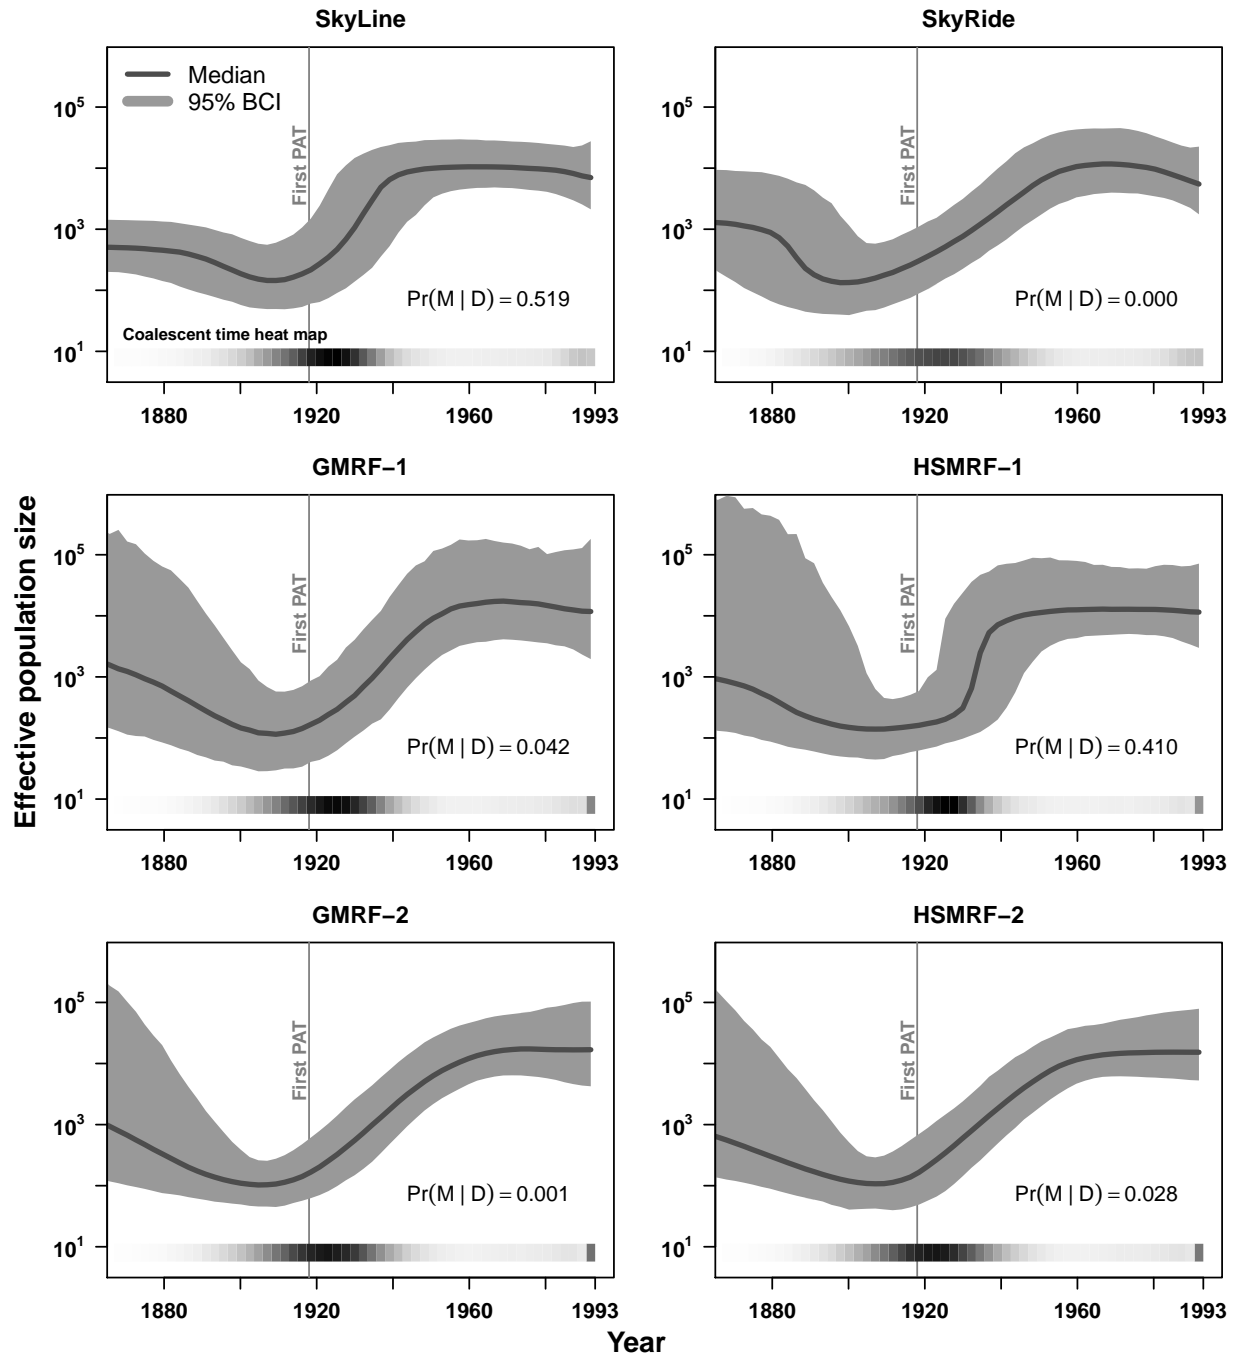 SkyLine
SkyRide
Median
95% BCI
First PAT
First PAT
10^5
10^3
10^1
10^5
10^3
10^1
Pr(M | D) = 0.519
Pr(M | D) = 0.000
Coalescent time heat map
1880 1920 1960 1993
1880 1920 1960 1993
GMRF−1
HSMRF−1
First PAT
First PAT
10^5
10^3
10^1
10^5
10^3
10^1
Pr(M | D) = 0.042
Pr(M | D) = 0.410
1880 1920 1960 1993
1880 1920 1960 1993
Effective population size
GMRF−2
HSMRF−2
First PAT
First PAT
10^5
10^3
10^1
10^5
10^3
10^1
Pr(M | D) = 0.001
Pr(M | D) = 0.028
1880 1920 1960 1993
1880 1920 1960 1993
Year